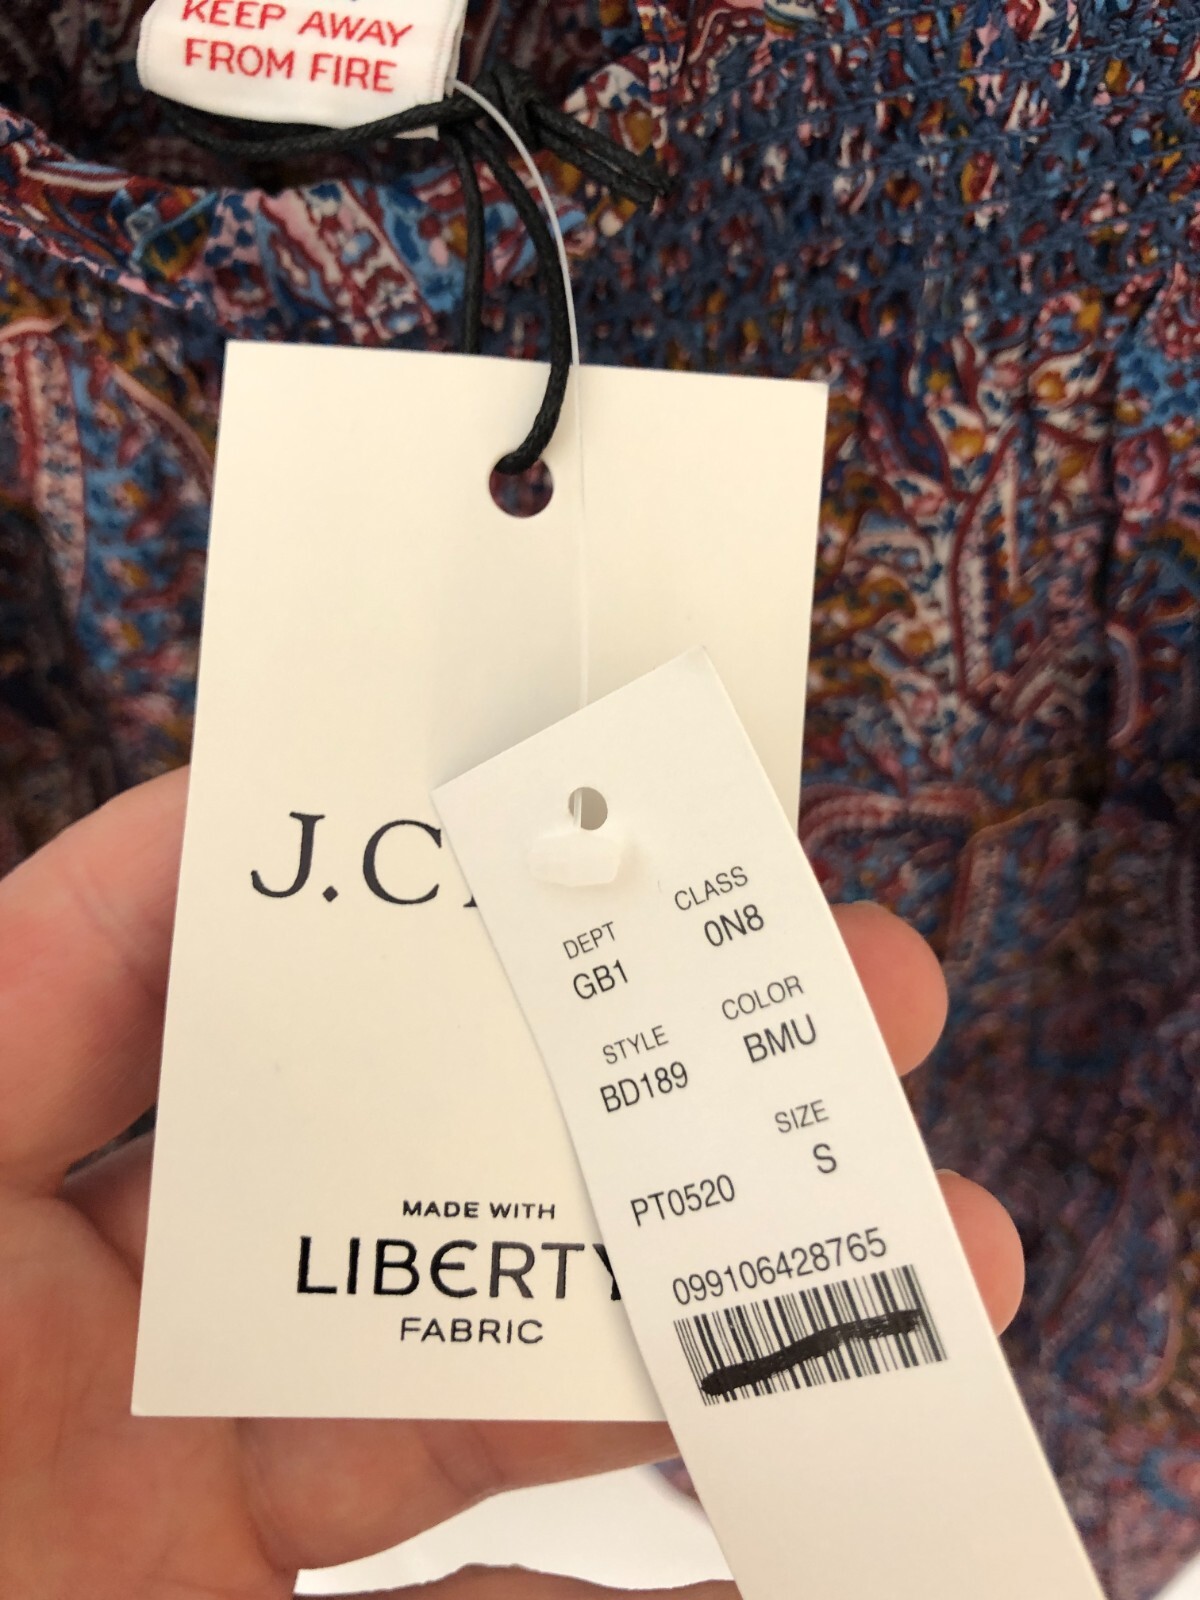 KEEP AWAY
FROM FIRE
J.C
MADE WITH
LIBERTY
FABRIC
DEPT CLASS
GB1 0N8
STYLE COLOR
BD189 BMU
SIZE
S
PT0520
099106428765